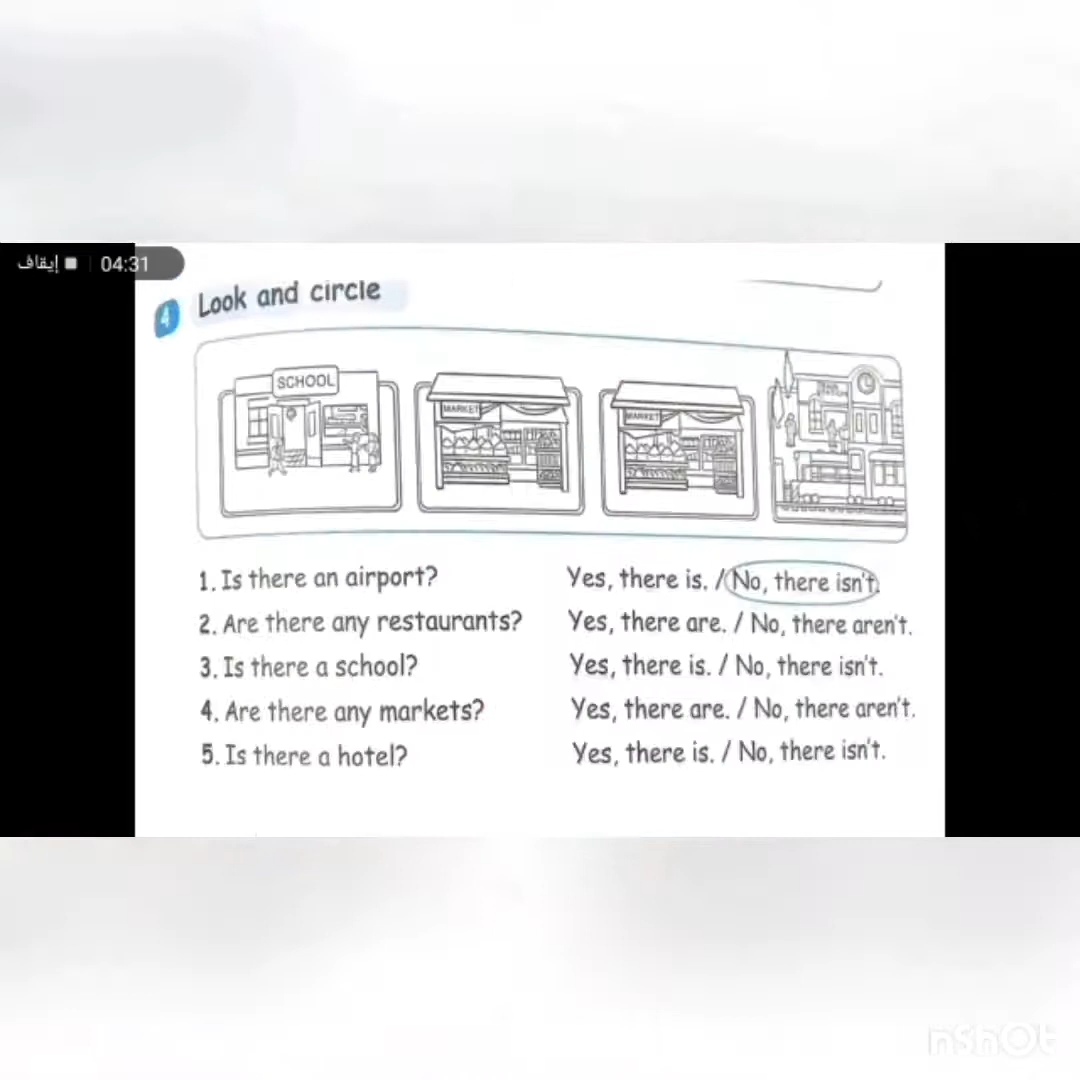 إيقاف 04:31
4 Look and circle
SCHOOL
MARKET
MARKET
1. Is there an airport? Yes, there is. / No, there isn't.
2. Are there any restaurants? Yes, there are. / No, there aren't.
3. Is there a school? Yes, there is. / No, there isn't.
4. Are there any markets? Yes, there are. / No, there aren't.
5. Is there a hotel? Yes, there is. / No, there isn't.